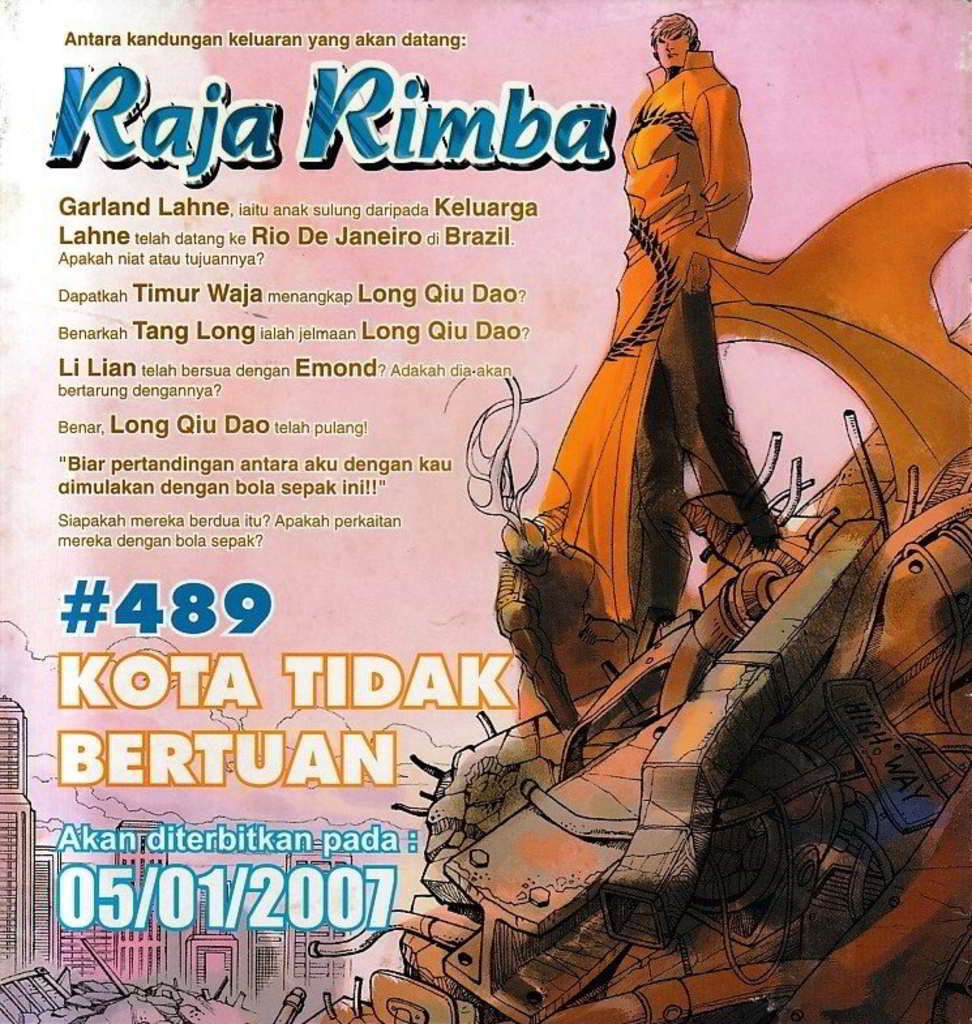 Antara kandungan keluaran yang akan datang:
Raja Rimba
Garland Lahne, iaitu anak sulung daripada Keluarga
Lahne telah datang ke Rio De Janeiro di Brazil.
Apakah niat atau tujuannya?
Dapatkah Timur Waja menangkap Long Qiu Dao?
Benarkah Tang Long ialah jelmaan Long Qiu Dao?
Li Lian telah bersua dengan Emond? Adakah dia akan
bertarung dengannya?
Benar, Long Qiu Dao telah pulang!
"Biar pertandingan antara aku dengan kau
dimulakan dengan bola sepak ini!!"
Siapakah mereka berdua itu? Apakah perkaitan
mereka dengan bola sepak?
#489
KOTA TIDAK
BERTUAN
Akan diterbitkan pada :
05/01/2007
HIGH WAY